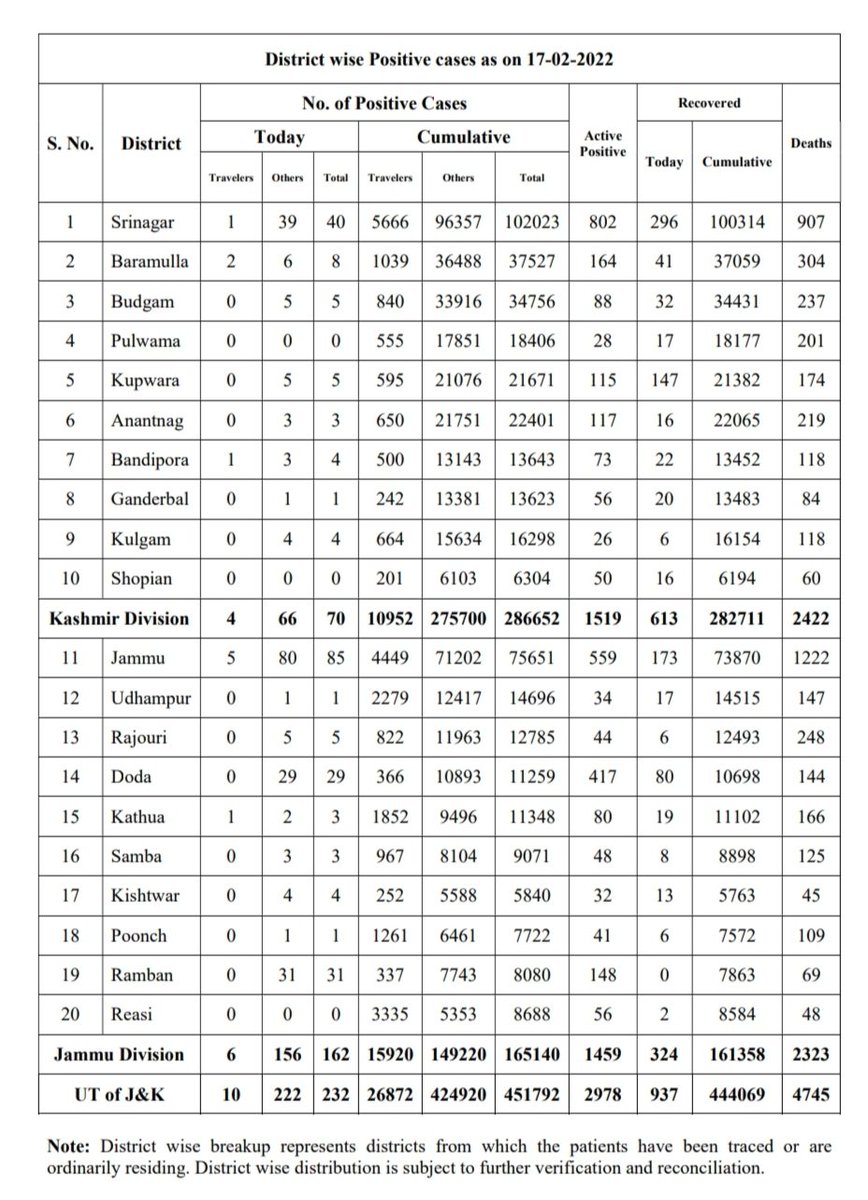 District wise Positive cases as on 17-02-2022
S. No. District No. of Positive Cases Active Positive Recovered Deaths
Today Cumulative Today Cumulative
Travelers Others Total Travelers Others Total
1 Srinagar 1 39 40 5666 96357 102023 802 296 100314 907
2 Baramulla 2 6 8 1039 36488 37527 164 41 37059 304
3 Budgam 0 5 5 840 33916 34756 88 32 34431 237
4 Pulwama 0 0 0 555 17851 18406 28 17 18177 201
5 Kupwara 0 5 5 595 21076 21671 115 147 21382 174
6 Anantnag 0 3 3 650 21751 22401 117 16 22065 219
7 Bandipora 1 3 4 500 13143 13643 73 22 13452 118
8 Ganderbal 0 1 1 242 13381 13623 56 20 13483 84
9 Kulgam 0 4 4 664 15634 16298 26 6 16154 118
10 Shopian 0 0 0 201 6103 6304 50 16 6194 60
Kashmir Division 4 66 70 10952 275700 286652 1519 613 282711 2422
11 Jammu 5 80 85 4449 71202 75651 559 173 73870 1222
12 Udhampur 0 1 1 2279 12417 14696 34 17 14515 147
13 Rajouri 0 5 5 822 11963 12785 44 6 12493 248
14 Doda 0 29 29 366 10893 11259 417 80 10698 144
15 Kathua 1 2 3 1852 9496 11348 80 19 11102 166
16 Samba 0 3 3 967 8104 9071 48 8 8898 125
17 Kishtwar 0 4 4 252 5588 5840 32 13 5763 45
18 Poonch 0 1 1 1261 6461 7722 41 6 7572 109
19 Ramban 0 31 31 337 7743 8080 148 0 7863 69
20 Reasi 0 0 0 3335 5353 8688 56 2 8584 48
Jammu Division 6 156 162 15920 149220 165140 1459 324 161358 2323
UT of J&K 10 222 232 26872 424920 451792 2978 937 444069 4745
Note: District wise breakup represents districts from which the patients have been traced or are
ordinarily residing. District wise distribution is subject to further verification and reconciliation.